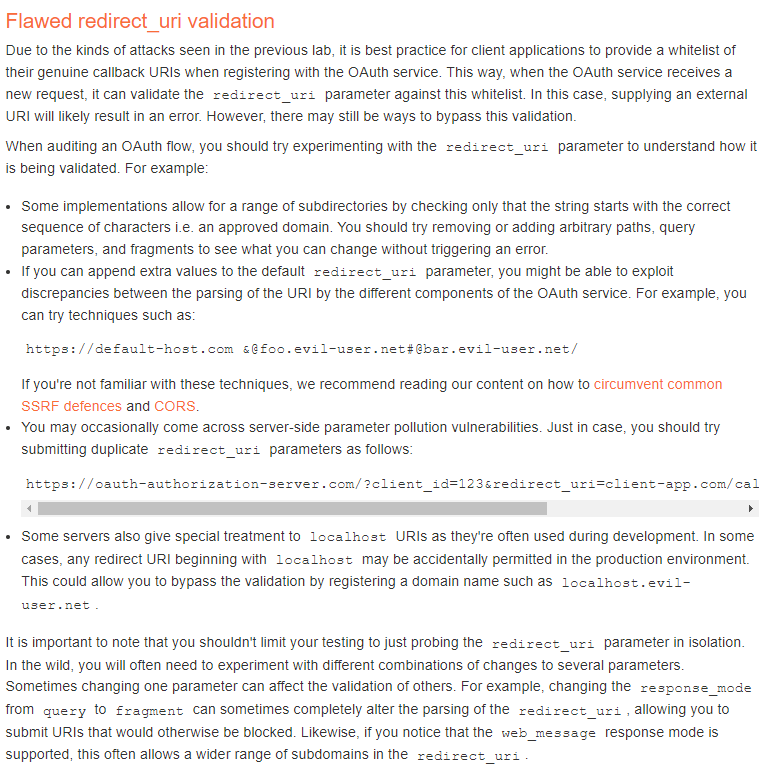 Flawed redirect_uri validation
Due to the kinds of attacks seen in the previous lab, it is best practice for client applications to provide a whitelist of
their genuine callback URIs when registering with the OAuth service. This way, when the OAuth service receives a
new request, it can validate the redirect_uri parameter against this whitelist. In this case, supplying an external
URI will likely result in an error. However, there may still be ways to bypass this validation.
When auditing an OAuth flow, you should try experimenting with the redirect_uri parameter to understand how it
is being validated. For example:
• Some implementations allow for a range of subdirectories by checking only that the string starts with the correct
sequence of characters i.e. an approved domain. You should try removing or adding arbitrary paths, query
parameters, and fragments to see what you can change without triggering an error.
• If you can append extra values to the default redirect_uri parameter, you might be able to exploit
discrepancies between the parsing of the URI by the different components of the OAuth service. For example, you
can try techniques such as:
https://default-host.com &@foo.evil-user.net#@bar.evil-user.net/
If you're not familiar with these techniques, we recommend reading our content on how to circumvent common
SSRF defences and CORS.
• You may occasionally come across server-side parameter pollution vulnerabilities. Just in case, you should try
submitting duplicate redirect_uri parameters as follows:
https://oauth-authorization-server.com/?client_id=123&redirect_uri=client-app.com/cal
• Some servers also give special treatment to localhost URIs as they're often used during development. In some
cases, any redirect URI beginning with localhost may be accidentally permitted in the production environment.
This could allow you to bypass the validation by registering a domain name such as localhost.evil-
user.net .
It is important to note that you shouldn't limit your testing to just probing the redirect_uri parameter in isolation.
In the wild, you will often need to experiment with different combinations of changes to several parameters.
Sometimes changing one parameter can affect the validation of others. For example, changing the response_mode
from query to fragment can sometimes completely alter the parsing of the redirect_uri , allowing you to
submit URIs that would otherwise be blocked. Likewise, if you notice that the web_message response mode is
supported, this often allows a wider range of subdomains in the redirect_uri .